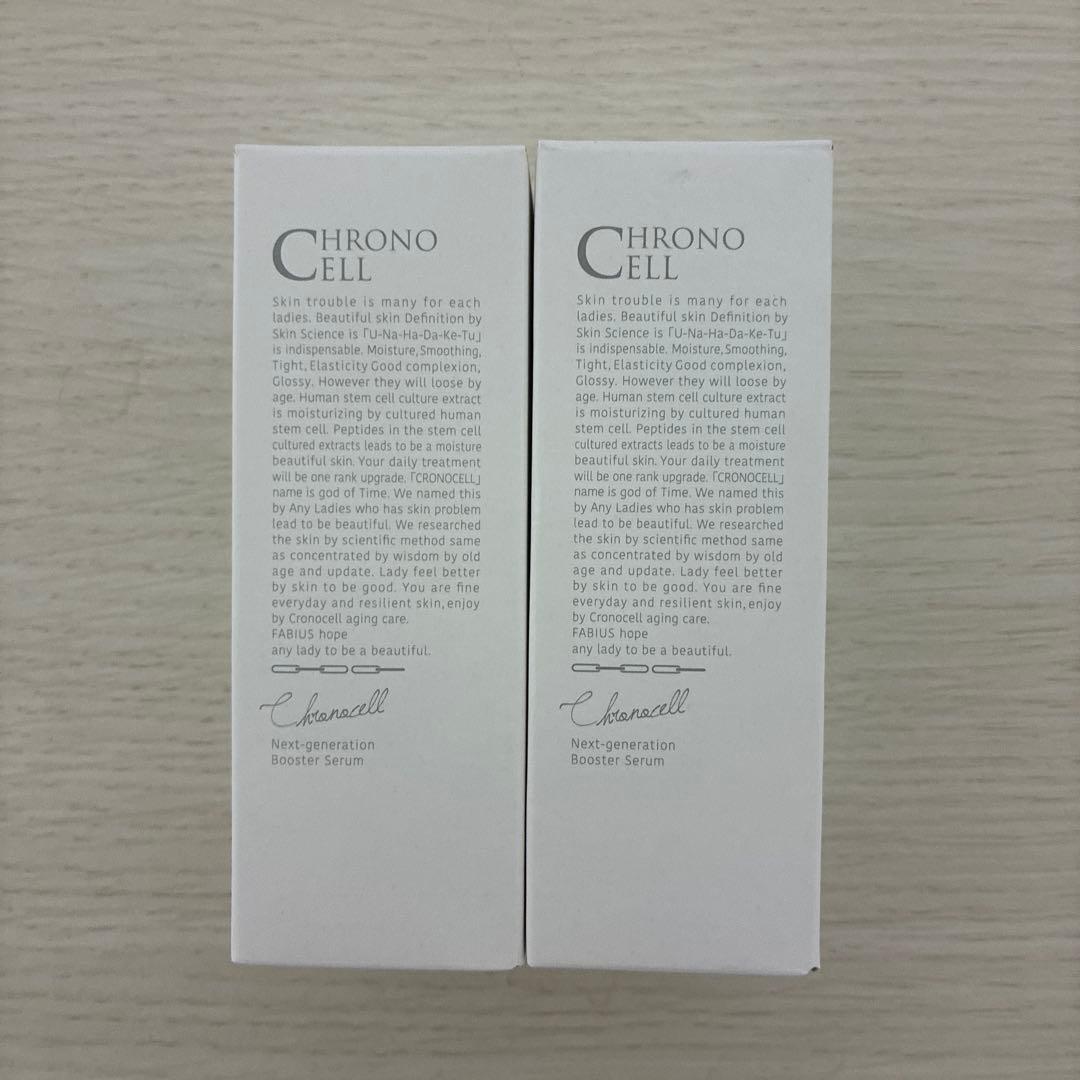 CHRONO
CELL
Skin trouble is many for each
ladies. Beautiful skin Definition by
Skin Science is「U-Na-Ha-Da-Ke-Tu」
is indispensable. Moisture, Smoothing,
Tight, Elasticity Good complexion,
Glossy. However they will loose by
age. Human stem cell culture extract
is moisturizing by cultured human
stem cell. Peptides in the stem cell
cultured extracts leads to be a moisture
beautiful skin. Your daily treatment
will be one rank upgrade.「CRONOCELL」
name is god of Time. We named this
by Any Ladies who has skin problem
lead to be beautiful. We researched
the skin by scientific method same
as concentrated by wisdom by old
age and update. Lady feel better
by skin to be good. You are fine
everyday and resilient skin, enjoy
by Cronocell aging care.
FABIUS hope
any lady to be a beautiful.
Chronocell
Next-generation
Booster Serum
CHRONO
CELL
Skin trouble is many for each
ladies. Beautiful skin Definition by
Skin Science is「U-Na-Ha-Da-Ke-Tu」
is indispensable. Moisture, Smoothing,
Tight, Elasticity Good complexion,
Glossy. However they will loose by
age. Human stem cell culture extract
is moisturizing by cultured human
stem cell. Peptides in the stem cell
cultured extracts leads to be a moisture
beautiful skin. Your daily treatment
will be one rank upgrade.「CRONOCELL」
name is god of Time. We named this
by Any Ladies who has skin problem
lead to be beautiful. We researched
the skin by scientific method same
as concentrated by wisdom by old
age and update. Lady feel better
by skin to be good. You are fine
everyday and resilient skin, enjoy
by Cronocell aging care.
FABIUS hope
any lady to be a beautiful.
Chronocell
Next-generation
Booster Serum